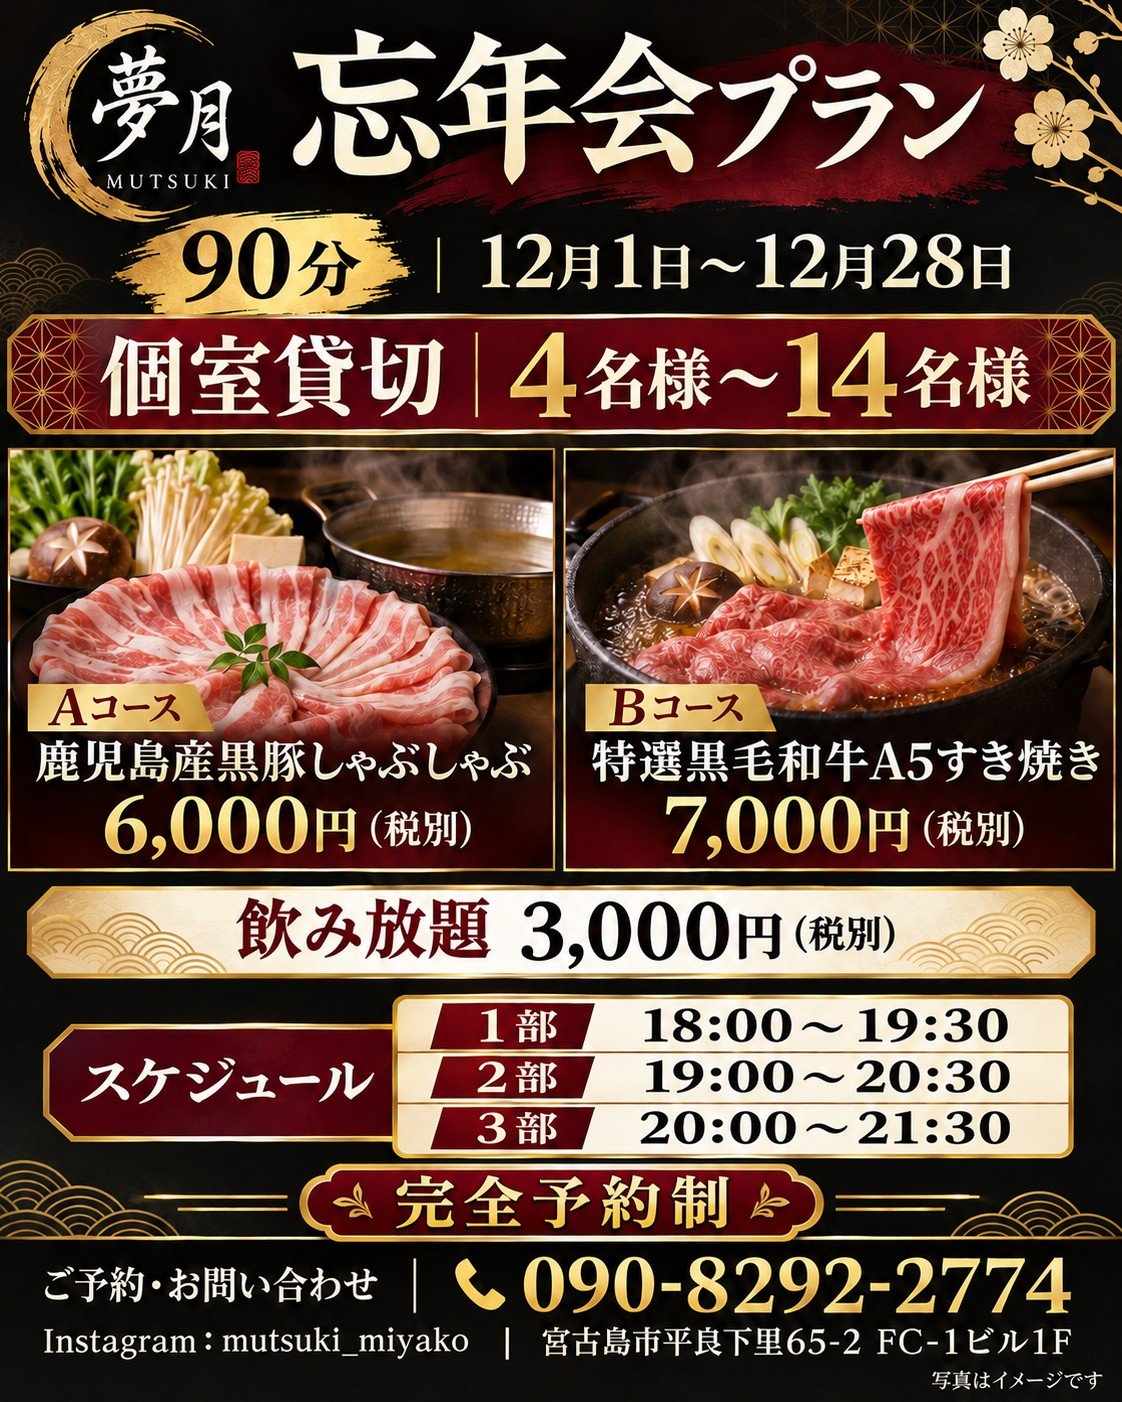 夢月
MUTSUKI
忘年会プラン
90分 | 12月1日～12月28日
個室貸切 | 4名様～14名様
Aコース
鹿児島産黒豚しゃぶしゃぶ
6,000円(税別)
Bコース
特選黒毛和牛A5すき焼き
7,000円(税別)
飲み放題 3,000円(税別)
スケジュール
1部 18:00～19:30
2部 19:00～20:30
3部 20:00～21:30
完全予約制
ご予約・お問い合わせ | 090-8292-2774
Instagram：mutsuki_miyako | 宮古島市平良下里65-2 FC-1ビル1F
写真はイメージです